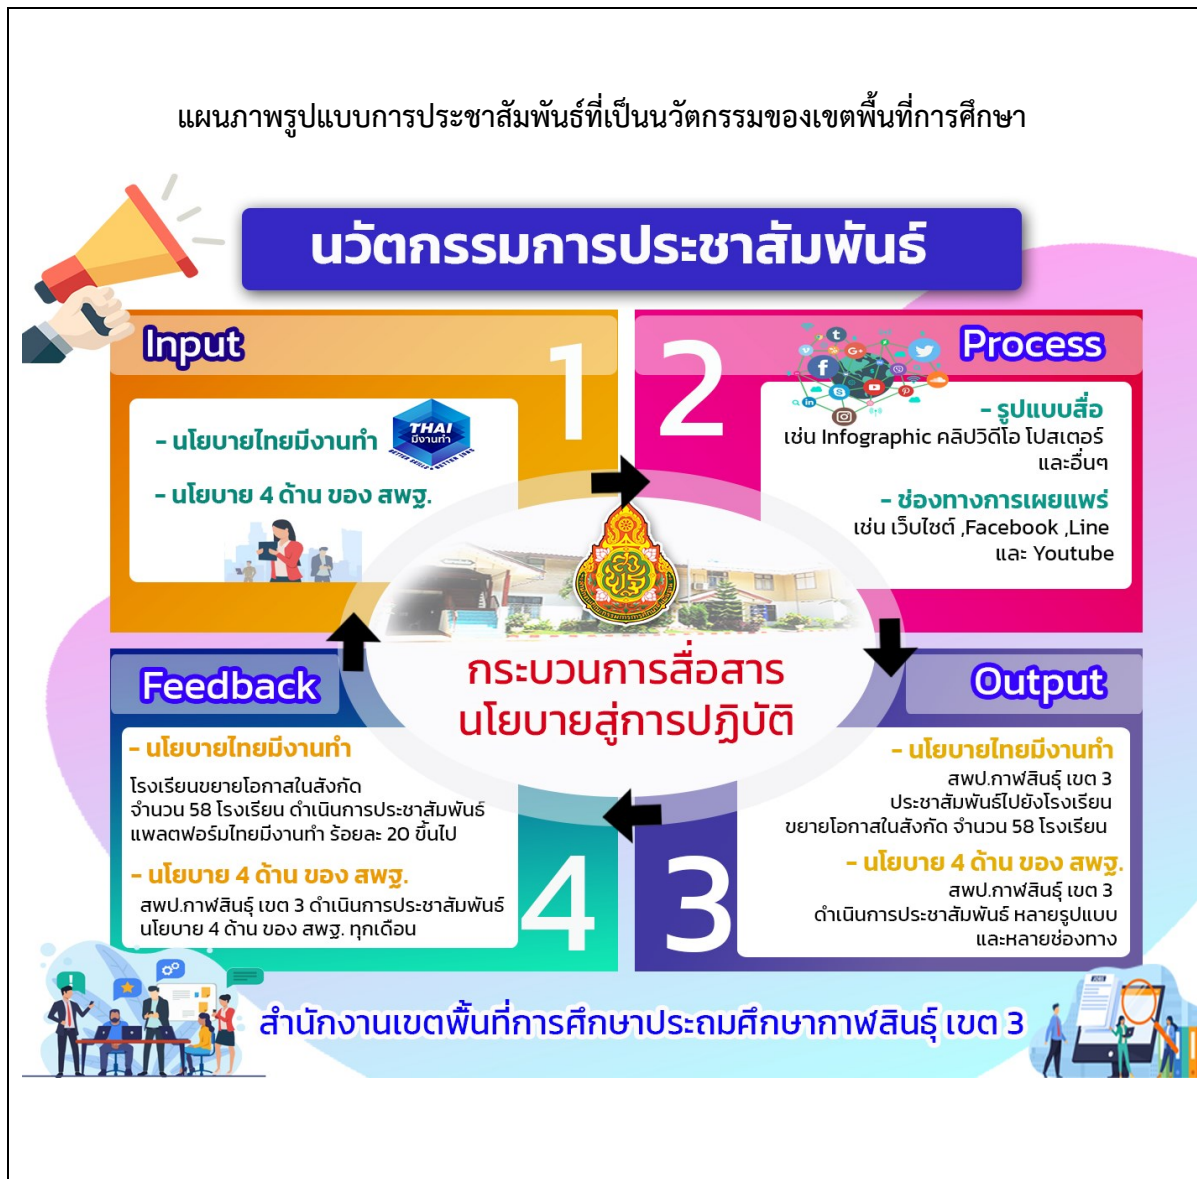 แผนภาพรูปแบบการประชาสัมพันธ์ที่เป็นนวัตกรรมของเขตพื้นที่การศึกษา
นวัตกรรมการประชาสัมพันธ์
Input
1
- นโยบายไทยมีงานทำ
THAI
มีงานทำ
BETTER SKILLS • BETTER JOBS
- นโยบาย 4 ด้าน ของ สพฐ.
2
Process
- รูปแบบสื่อ
เช่น Infographic คลิปวิดีโอ โปสเตอร์
และอื่นๆ
- ช่องทางการเผยแพร่
เช่น เว็บไซต์ ,Facebook ,Line
และ Youtube
กระบวนการสื่อสาร
นโยบายสู่การปฏิบัติ
Feedback
- นโยบายไทยมีงานทำ
โรงเรียนขยายโอกาสในสังกัด
จำนวน 58 โรงเรียน ดำเนินการประชาสัมพันธ์
แพลตฟอร์มไทยมีงานทำ ร้อยละ 20 ขึ้นไป
- นโยบาย 4 ด้าน ของ สพฐ.
สพป.กาฬสินธุ์ เขต 3 ดำเนินการประชาสัมพันธ์
นโยบาย 4 ด้าน ของ สพฐ. ทุกเดือน
4
Output
- นโยบายไทยมีงานทำ
สพป.กาฬสินธุ์ เขต 3
ประชาสัมพันธ์ไปยังโรงเรียน
ขยายโอกาสในสังกัด จำนวน 58 โรงเรียน
- นโยบาย 4 ด้าน ของ สพฐ.
สพป.กาฬสินธุ์ เขต 3
ดำเนินการประชาสัมพันธ์ หลายรูปแบบ
และหลายช่องทาง
3
สำนักงานเขตพื้นที่การศึกษาประถมศึกษากาฬสินธุ์ เขต 3
JOBS